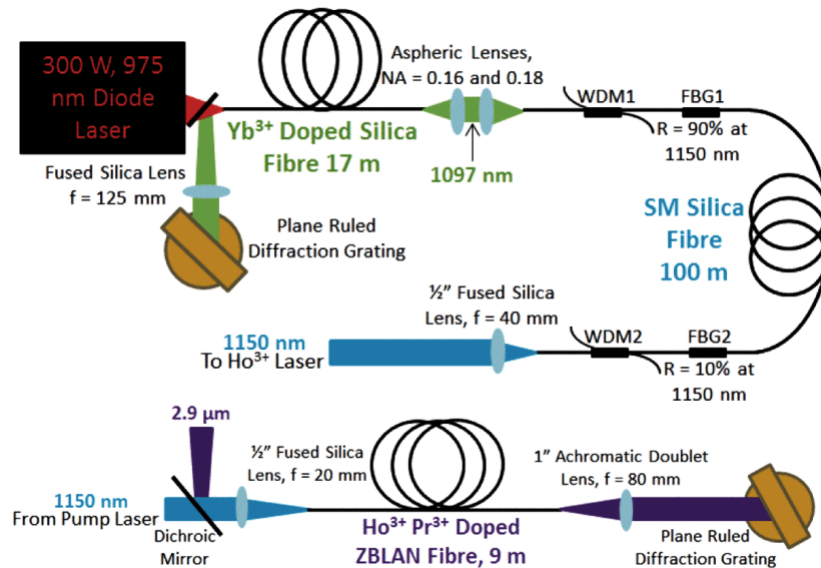 300 W, 975
nm Diode
Laser
Aspheric Lenses,
NA = 0.16 and 0.18
WDM1
FBG1
R = 90% at
1150 nm
Yb³⁺ Doped Silica
Fibre 17 m
1097 nm
Fused Silica Lens
f = 125 mm
Plane Ruled
Diffraction Grating
SM Silica
Fibre
100 m
½” Fused Silica
Lens, f = 40 mm
1150 nm
To Ho³⁺ Laser
WDM2
FBG2
R = 10% at
1150 nm
2.9 μm
½” Fused Silica
Lens, f = 20 mm
1” Achromatic Doublet
Lens, f = 80 mm
1150 nm
From Pump Laser
Dichroic
Mirror
Ho³⁺ Pr³⁺ Doped
ZBLAN Fibre, 9 m
Plane Ruled
Diffraction Grating